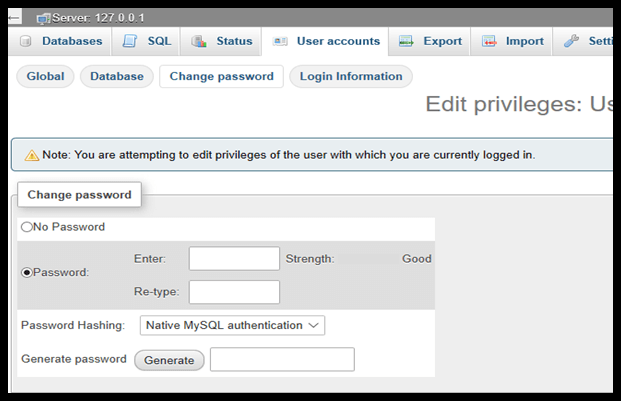 Server: 127.0.0.1
Databases SQL Status User accounts Export Import
Global Database Change password Login Information
Edit privileges:
Note: You are attempting to edit privileges of the user with which you are currently logged in.
Change password
No Password
Password: Enter: Strength: Good
Re-type:
Password Hashing: Native MySQL authentication
Generate password Generate